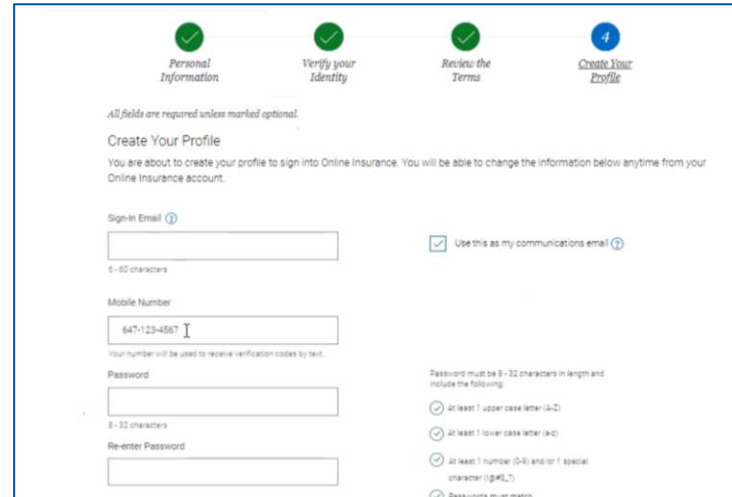 4
Personal
Information
Verify your
Identity
Review the
Terms
Create Your
Profile
All fields are required unless marked optional.
Create Your Profile
You are about to create your profile to sign into Online Insurance. You will be able to change the information below anytime from your
Online Insurance account.
Sign-In Email ?
Use this as my communications email ?
6 - 60 characters
Mobile Number
647-123-4567
Your number will be used to receive verification codes by text.
Password
Password must be 8 - 32 characters in length and
include the following:
8 - 32 characters
At least 1 upper case letter (A-Z)
Re-enter Password
At least 1 lower case letter (a-z)
At least 1 number (0-9) and/or 1 special
character (!@#$_?)
Passwords must match